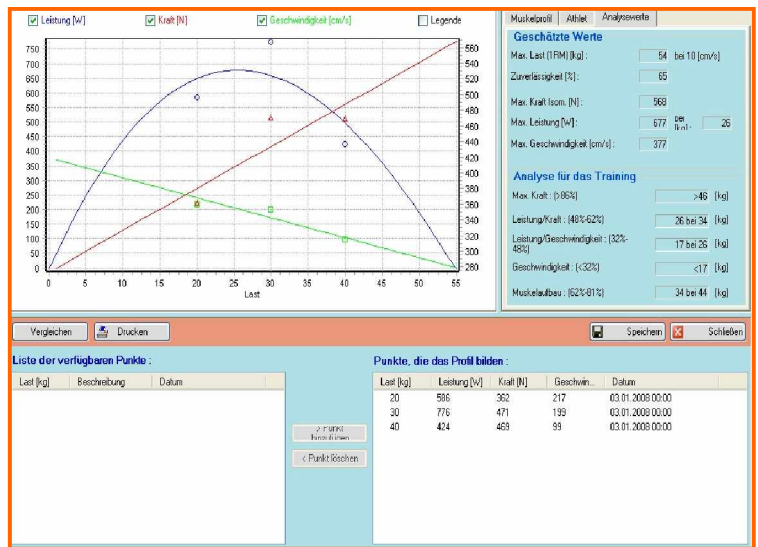 Leistung [W] Kraft [N] Geschwindigkeit [cm/s] Legende
750
700
650
600
550
500
450
400
350
300
250
200
150
100
50
0
560
540
520
500
480
460
440
420
400
380
360
340
320
300
280
0 5 10 15 20 25 30 35 40 45 50 55
Last
Muskelprofil Athlet Analysewerte
Geschätzte Werte
Max. Last (1RM) [kg] : 54 bei 10 [cm/s]
Zuverlässigkeit [%] : 65
Max. Kraft Isom. [N] : 568
Max. Leistung [W] : 677 bei [kg] : 26
Max. Geschwindigkeit [cm/s] : 377
Analyse für das Training
Max. Kraft : (>86%) >46 [kg]
Leistung/Kraft : (48%-62%) 26 bei 34 [kg]
Leistung/Geschwindigkeit : (32%-
48%) 17 bei 26 [kg]
Geschwindigkeit : (<32%) <17 [kg]
Muskelaufbau : (62%-81%) 34 bei 44 [kg]
Vergleichen Drucken Speichern Schließen
Liste der verfügbaren Punkte :
Last [kg] Beschreibung Datum
> Punkt
hinzufügen
< Punkt löschen
Punkte, die das Profil bilden :
Last [kg] Leistung [W] Kraft [N] Geschwin... Datum
20 586 362 217 03.01.2008 00:00
30 776 471 199 03.01.2008 00:00
40 424 469 99 03.01.2008 00:00